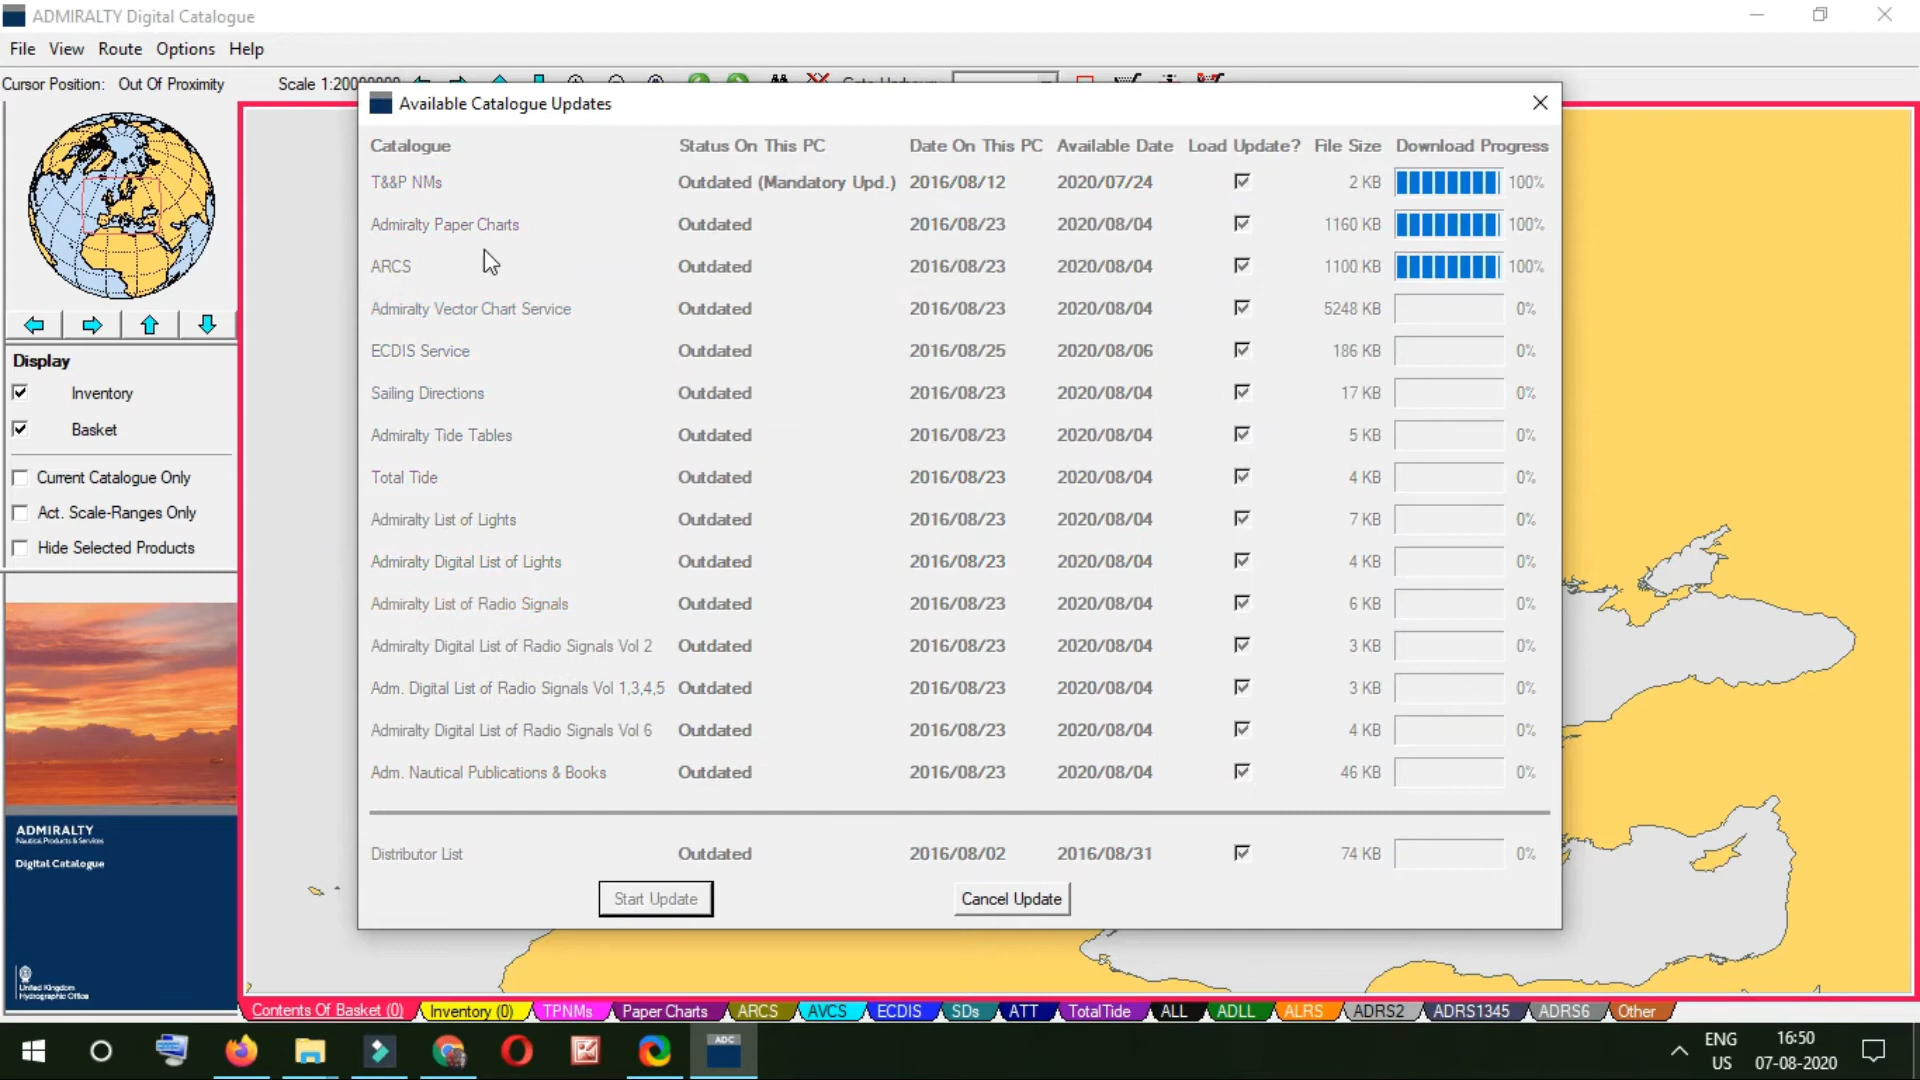 ADMIRALTY Digital Catalogue
File View Route Options Help
Cursor Position: Out Of Proximity Scale 1:20000000
Available Catalogue Updates
Catalogue Status On This PC Date On This PC Available Date Load Update? File Size Download Progress
T&&P NMs Outdated (Mandatory Upd.) 2016/08/12 2020/07/24 2 KB 100%
Admiralty Paper Charts Outdated 2016/08/23 2020/08/04 1160 KB 100%
ARCS Outdated 2016/08/23 2020/08/04 1100 KB 100%
Admiralty Vector Chart Service Outdated 2016/08/23 2020/08/04 5248 KB 0%
ECDIS Service Outdated 2016/08/25 2020/08/06 186 KB 0%
Sailing Directions Outdated 2016/08/23 2020/08/04 17 KB 0%
Admiralty Tide Tables Outdated 2016/08/23 2020/08/04 5 KB 0%
Total Tide Outdated 2016/08/23 2020/08/04 4 KB 0%
Admiralty List of Lights Outdated 2016/08/23 2020/08/04 7 KB 0%
Admiralty Digital List of Lights Outdated 2016/08/23 2020/08/04 4 KB 0%
Admiralty List of Radio Signals Outdated 2016/08/23 2020/08/04 6 KB 0%
Admiralty Digital List of Radio Signals Vol 2 Outdated 2016/08/23 2020/08/04 3 KB 0%
Adm. Digital List of Radio Signals Vol 1,3,4,5 Outdated 2016/08/23 2020/08/04 3 KB 0%
Admiralty Digital List of Radio Signals Vol 6 Outdated 2016/08/23 2020/08/04 4 KB 0%
Adm. Nautical Publications & Books Outdated 2016/08/23 2020/08/04 46 KB 0%
Distributor List Outdated 2016/08/02 2016/08/31 74 KB 0%
Start Update Cancel Update
Display
Inventory
Basket
Current Catalogue Only
Act. Scale-Ranges Only
Hide Selected Products
ADMIRALTY
Nautical Products & Services
Digital Catalogue
United Kingdom
Hydrographic Office
Contents Of Basket (0) Inventory (0) TPNMs Paper Charts ARCS AVCS ECDIS SDs ATT TotalTide ALL ADLL ALRS ADRS2 ADRS1345 ADRS6 Other
ADC
ENG
US
16:50
07-08-2020